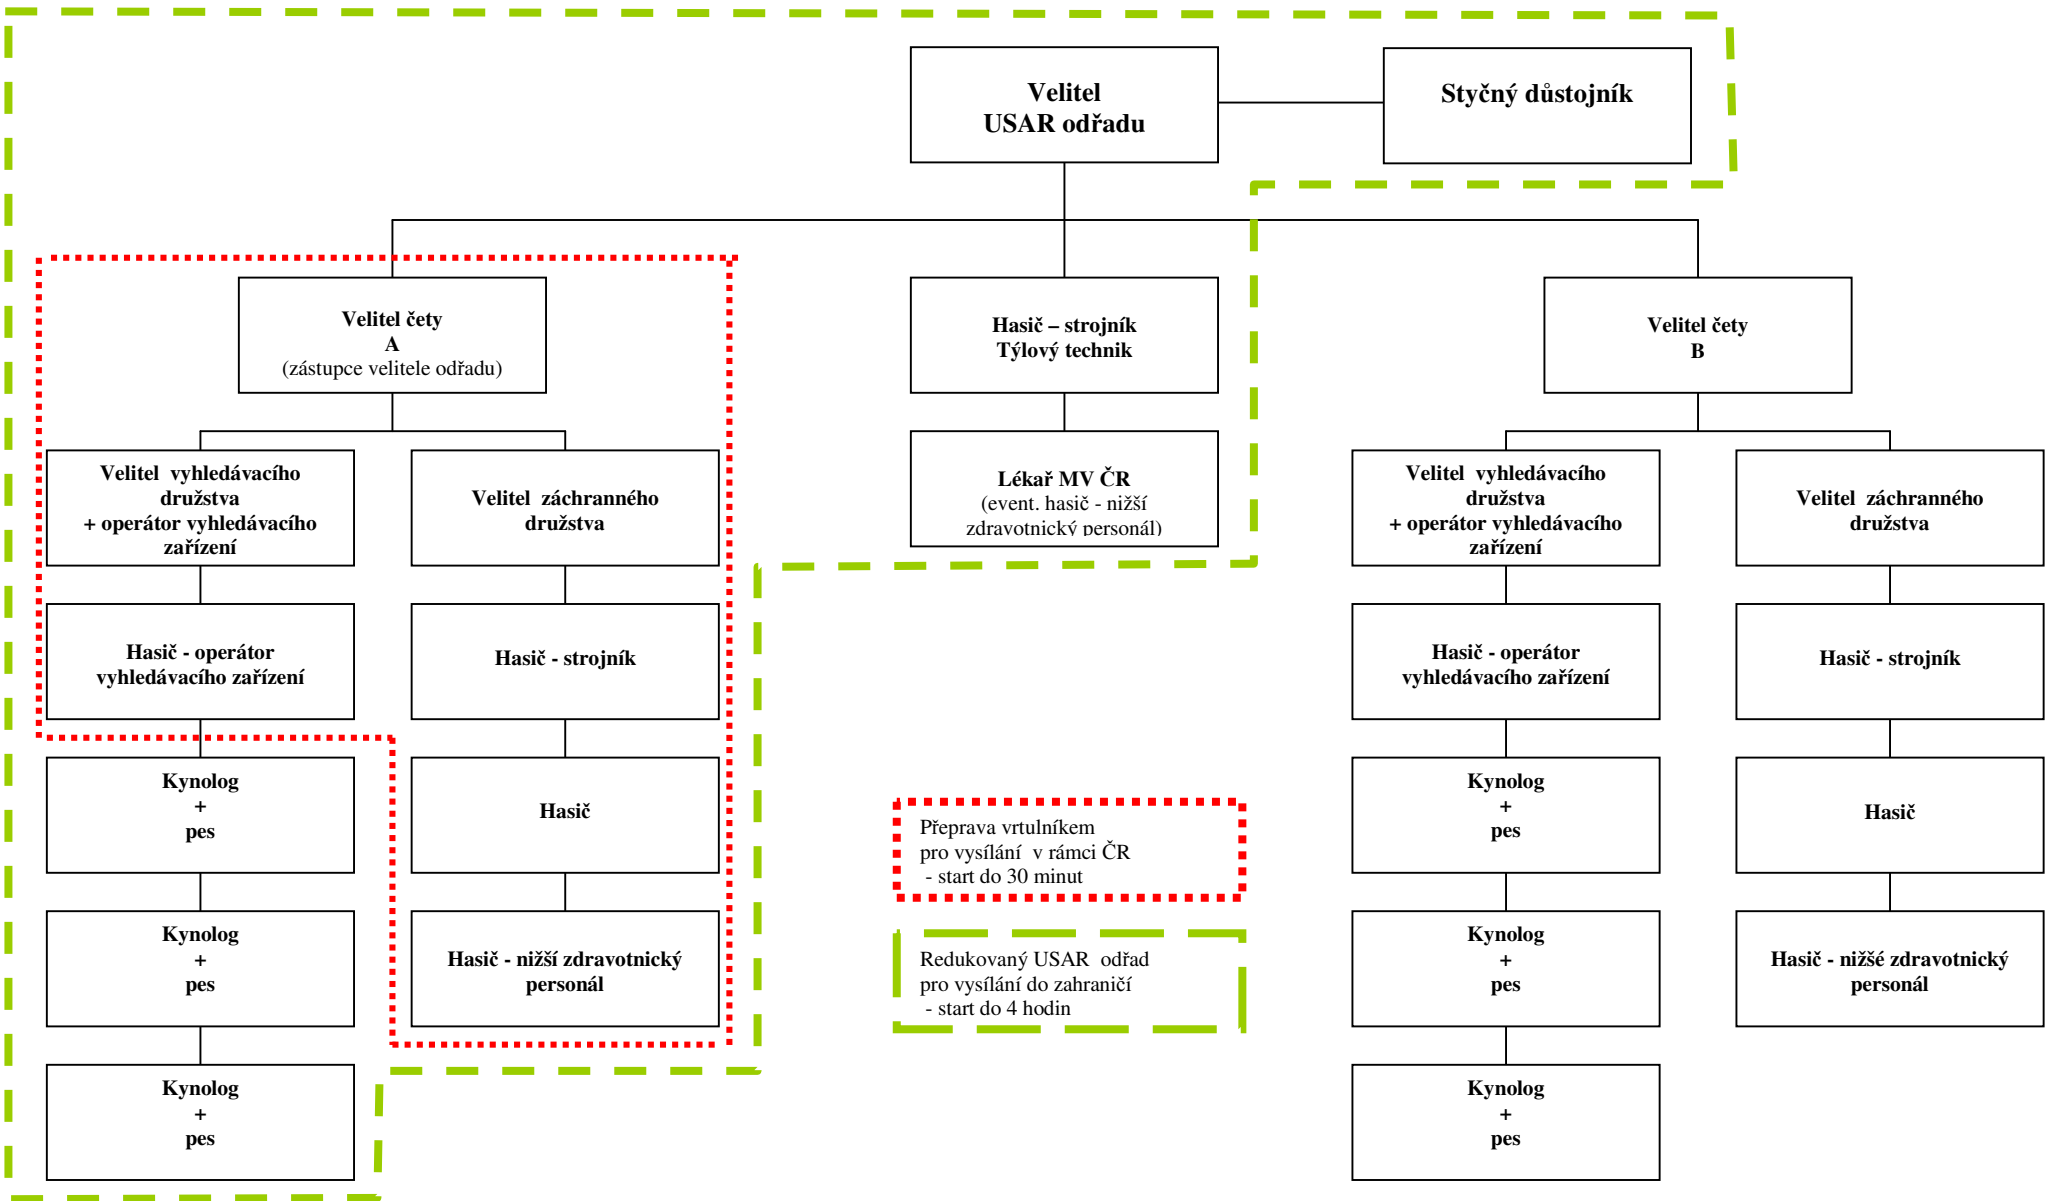 Velitel
USAR odřadu
Styčný důstojník
Velitel čety
A
(zástupce velitele odřadu)
Hasič – strojník
Týlový technik
Velitel čety
B
Velitel vyhledávacího
družstva
+ operátor vyhledávacího
zařízení
Velitel záchranného
družstva
Lékař MV ČR
(event. hasič - nižší
zdravotnický personál)
Velitel vyhledávacího
družstva
+ operátor vyhledávacího
zařízení
Velitel záchranného
družstva
Hasič - operátor
vyhledávacího zařízení
Hasič - strojník
Hasič - operátor
vyhledávacího zařízení
Hasič - strojník
Kynolog
+
pes
Hasič
Přeprava vrtulníkem
pro vysílání v rámci ČR
- start do 30 minut
Kynolog
+
pes
Hasič
Kynolog
+
pes
Hasič - nižší zdravotnický
personál
Redukovaný USAR odřad
pro vysílání do zahraničí
- start do 4 hodin
Kynolog
+
pes
Hasič - nižšé zdravotnický
personál
Kynolog
+
pes
Kynolog
+
pes